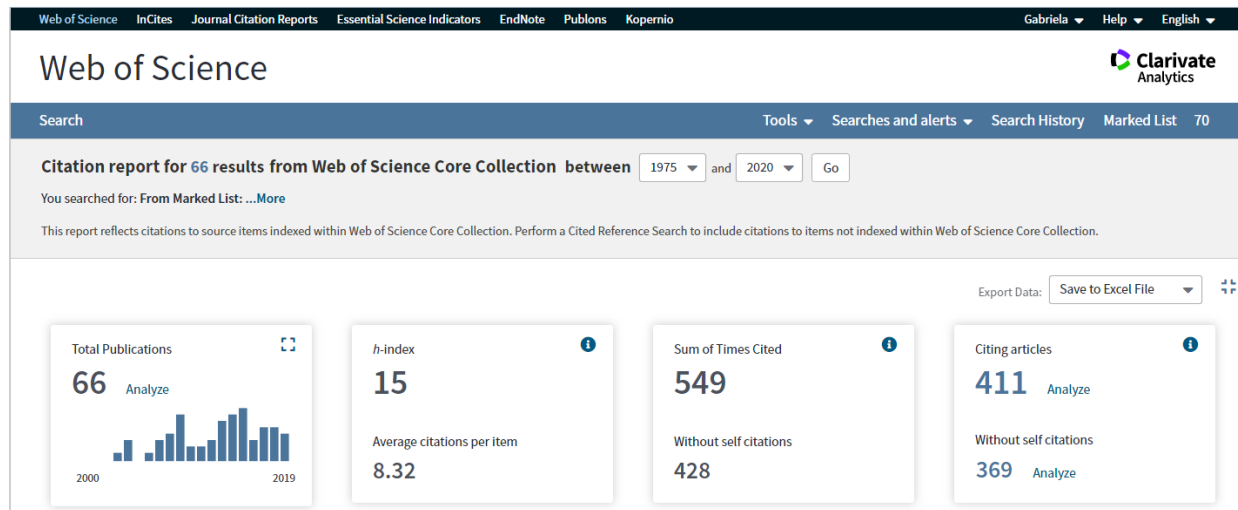 Web of Science InCites Journal Citation Reports Essential Science Indicators EndNote Publons Kopernio Gabriela Help English
Web of Science
Clarivate
Analytics
Search Tools Searches and alerts Search History Marked List 70
Citation report for 66 results from Web of Science Core Collection between 1975 and 2020 Go
You searched for: From Marked List: ...More
This report reflects citations to source items indexed within Web of Science Core Collection. Perform a Cited Reference Search to include citations to items not indexed within Web of Science Core Collection.
Export Data: Save to Excel File
Total Publications
66 Analyze
2000 2019
h-index
15
Average citations per item
8.32
Sum of Times Cited
549
Without self citations
428
Citing articles
411 Analyze
Without self citations
369 Analyze